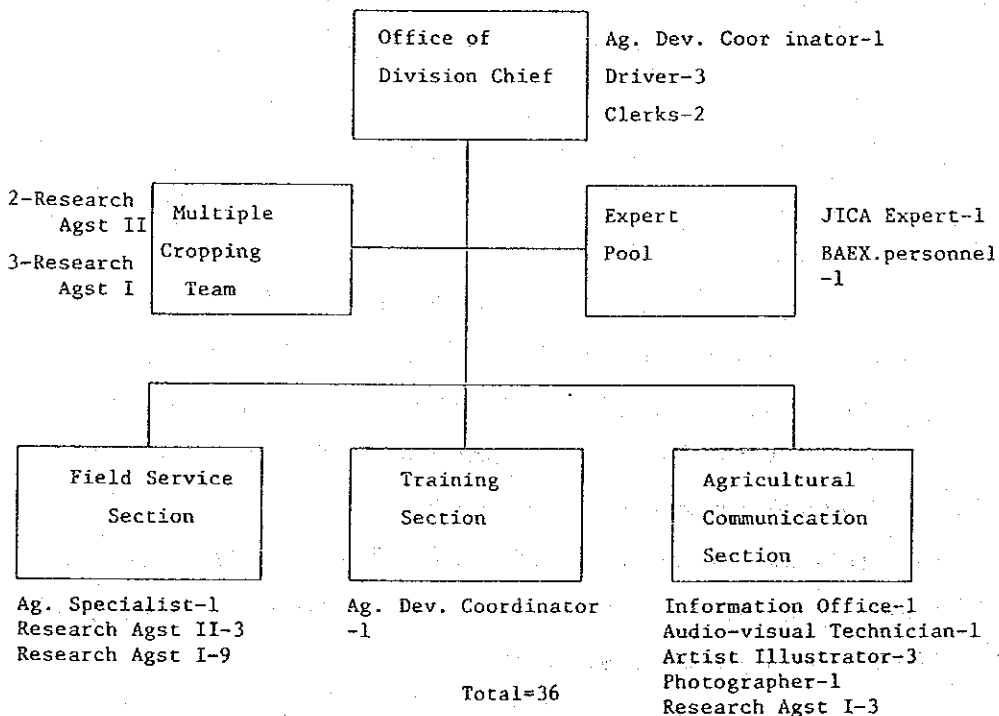 Office of
Division Chief
Ag. Dev. Coor inator-1
Driver-3
Clerks-2
2-Research
Agst II
3-Research
Agst I
Multiple
Cropping
Team
Expert
Pool
JICA Expert-1
BAEX.personnel
-1
Field Service
Section
Training
Section
Agricultural
Communication
Section
Ag. Specialist-1
Research Agst II-3
Research Agst I-9
Ag. Dev. Coordinator
-1
Information Office-1
Audio-visual Technician-1
Artist Illustrator-3
Photographer-1
Research Agst I-3
Total=36